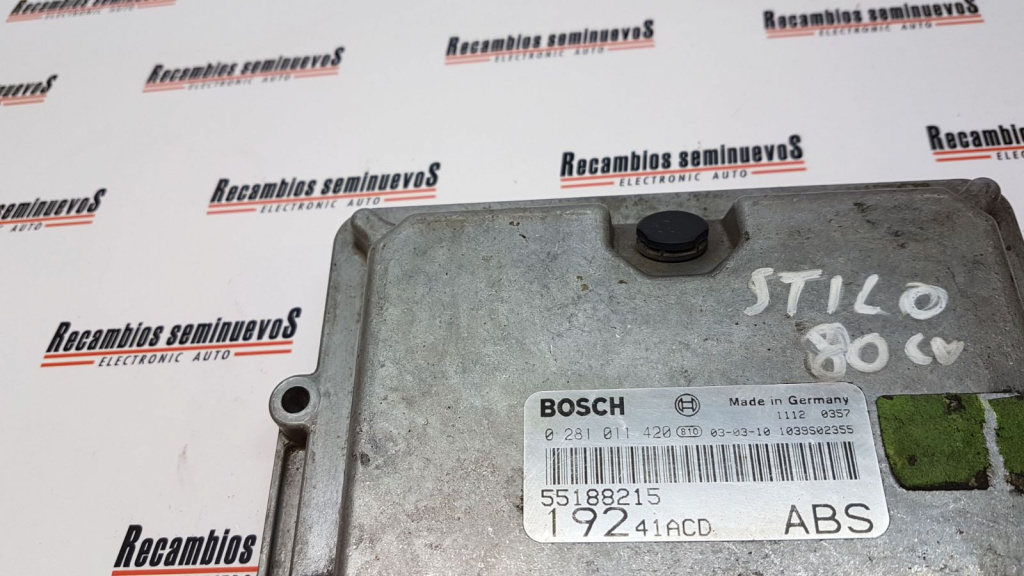 Recambios seminuevoS
ELECTRONIC AUTO
Recambios seminuevoS
ELECTRONIC AUTO
Recambios seminuevoS
ELECTRONIC AUTO
seminuevoS
AUTO
Recambios seminuevoS
ELECTRONIC AUTO
Recambios
ELECTRONIC
Recambios seminuevoS
ELECTRONIC AUTO
seminuevoS
AUTO
Recambios seminuevoS
ELECTRONIC AUTO
Recambios
STILO
80 cv
BOSCH Made in Germany
1112 0357
0 281 011 420 810 03-03-10 1039S02355
55188215
192 41ACD ABS